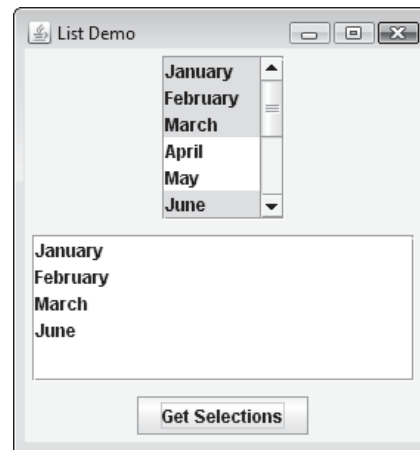 List Demo
January
February
March
April
May
June
January
February
March
June
Get Selections